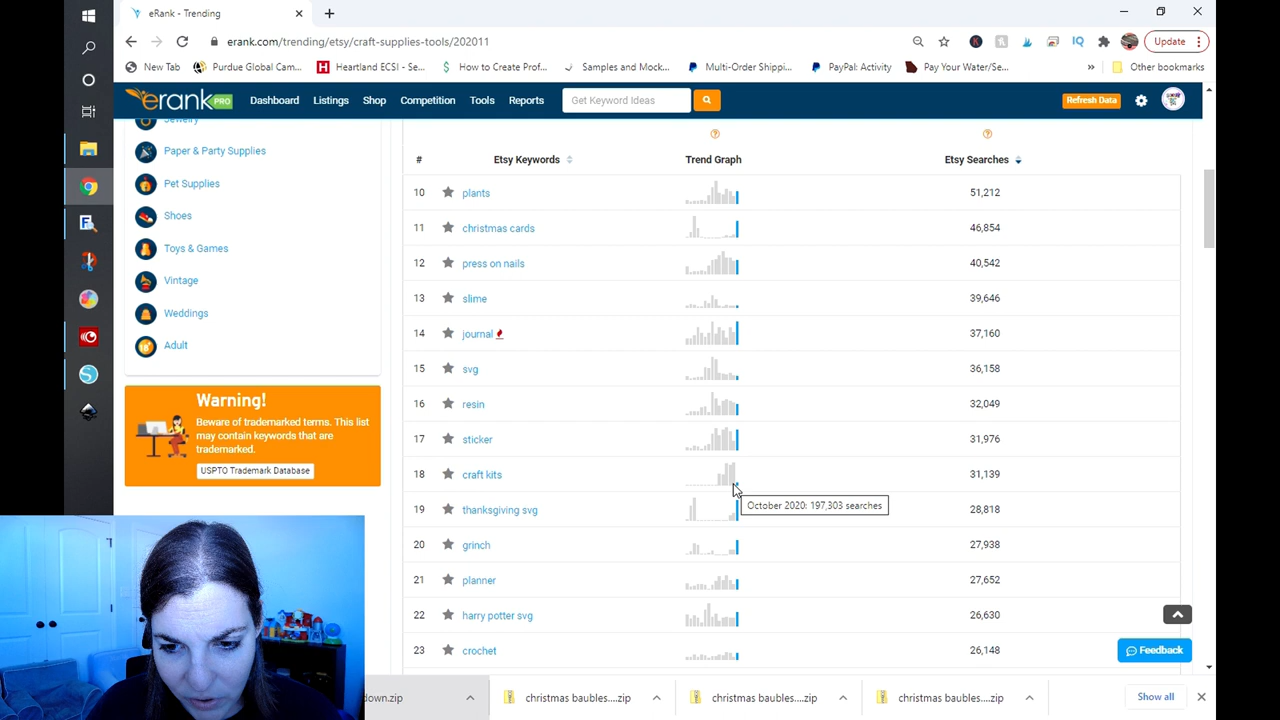 eRank - Trending
erank.com/trending/etsy/craft-supplies-tools/202011
Update
New Tab
Purdue Global Cam...
Heartland ECSI - Se...
How to Create Prof...
Samples and Mock...
Multi-Order Shippi...
PayPal: Activity
Pay Your Water/Se...
Other bookmarks
erank PRO
Dashboard
Listings
Shop
Competition
Tools
Reports
Get Keyword Ideas
Refresh Data
Jewelry
Paper & Party Supplies
Pet Supplies
Shoes
Toys & Games
Vintage
Weddings
Adult
Warning!
Beware of trademarked terms. This list
may contain keywords that are
trademarked.
USPTO Trademark Database
# Etsy Keywords Trend Graph Etsy Searches
10 plants 51,212
11 christmas cards 46,854
12 press on nails 40,542
13 slime 39,646
14 journal 37,160
15 svg 36,158
16 resin 32,049
17 sticker 31,976
18 craft kits 31,139
October 2020: 197,303 searches
19 thanksgiving svg 28,818
20 grinch 27,938
21 planner 27,652
22 harry potter svg 26,630
23 crochet 26,148
Feedback
down.zip
christmas baubles....zip
christmas baubles....zip
christmas baubles....zip
Show all